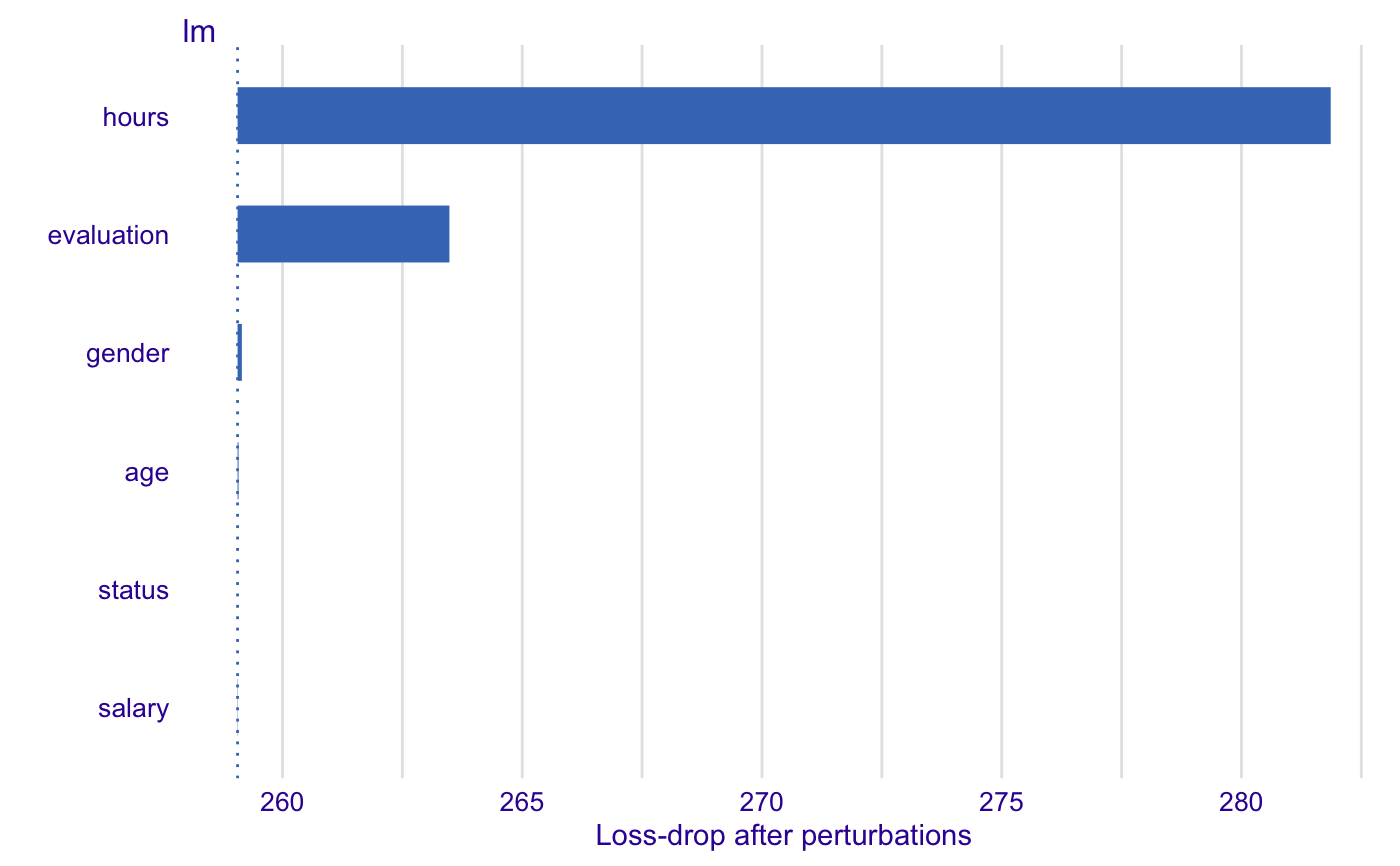 lm
hours
evaluation
gender
age
status
salary
260 265 270 275 280
Loss-drop after perturbations